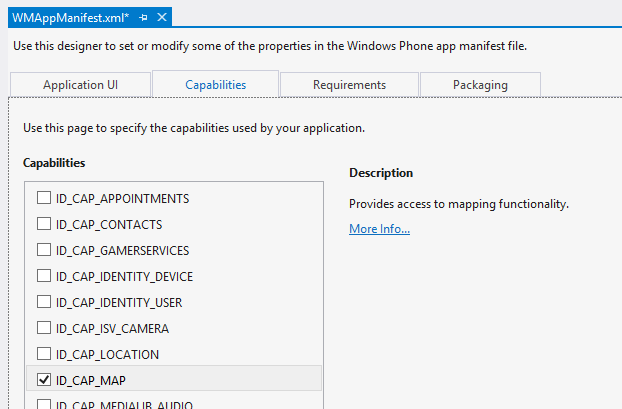 WMAppManifest.xml*
Use this designer to set or modify some of the properties in the Windows Phone app manifest file.
Application UI
Capabilities
Requirements
Packaging
Use this page to specify the capabilities used by your application.
Capabilities
ID_CAP_APPOINTMENTS
ID_CAP_CONTACTS
ID_CAP_GAMERSERVICES
ID_CAP_IDENTITY_DEVICE
ID_CAP_IDENTITY_USER
ID_CAP_ISV_CAMERA
ID_CAP_LOCATION
ID_CAP_MAP
ID_CAP_MEDIALIB_AUDIO
Description
Provides access to mapping functionality.
More Info...